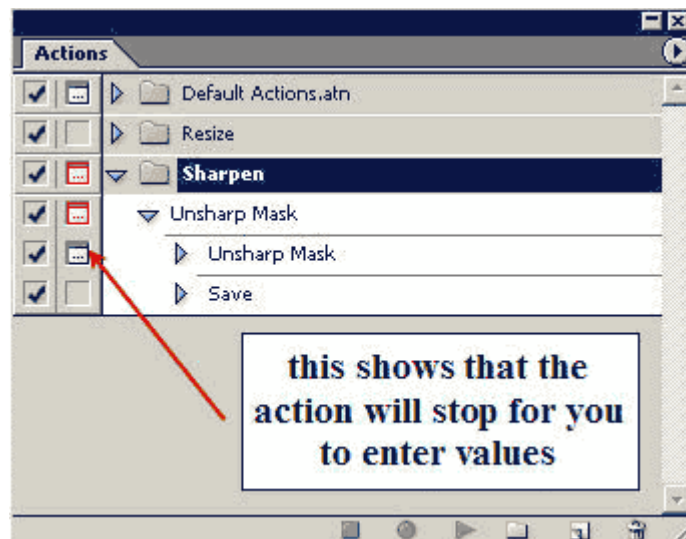 Actions
Default Actions.atn
Resize
Sharpen
Unsharp Mask
Unsharp Mask
Save
this shows that the
action will stop for you
to enter values